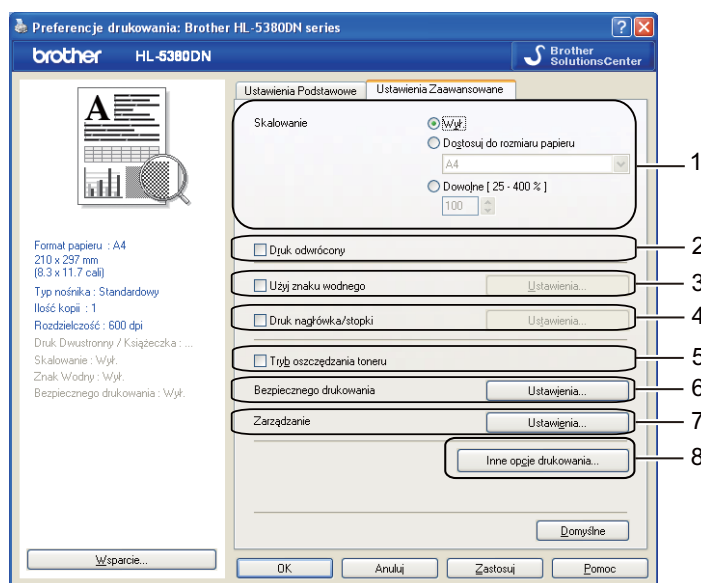 Preferencje drukowania: Brother HL-5380DN series
brother HL-5380DN
Brother
SolutionsCenter
Ustawienia Podstawowe
Ustawienia Zaawansowane
A
Format papieru : A4
210 x 297 mm
(8.3 x 11.7 cali)
Typ nośnika : Standardowy
Ilość kopii : 1
Rozdzielczość : 600 dpi
Druk Dwustronny / Książeczka : ...
Skalowanie : Wył.
Znak Wodny : Wył.
Bezpiecznego drukowania : Wył.
Wsparcie...
Skalowanie
Wył.
Dostosuj do rozmiaru papieru
A4
Dowolne [ 25 - 400 % ]
100
1
Druk odwrócony
2
Użyj znaku wodnego
Ustawienia...
3
Druk nagłówka/stopki
Ustawienia...
4
Tryb oszczędzania toneru
5
Bezpiecznego drukowania
Ustawienia...
6
Zarządzanie
Ustawienia...
7
Inne opcje drukowania...
8
Domyślne
OK
Anuluj
Zastosuj
Pomoc